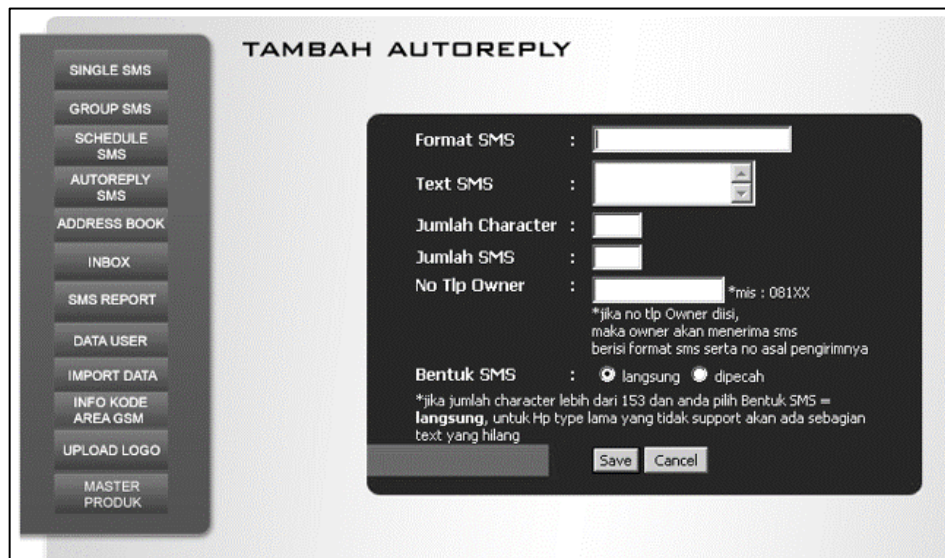 TAMBAH AUTOREPLY
SINGLE SMS
GROUP SMS
SCHEDULE
SMS
AUTOREPLY
SMS
ADDRESS BOOK
INBOX
SMS REPORT
DATA USER
IMPORT DATA
INFO KODE
AREA GSM
UPLOAD LOGO
MASTER
PRODUK
Format SMS :
Text SMS :
Jumlah Character :
Jumlah SMS :
No Tlp Owner : *mis : 081XX
*jika no tlp Owner diisi,
maka owner akan menerima sms
berisi format sms serta no asal pengirimnya
Bentuk SMS : langsung dipecah
*jika jumlah character lebih dari 153 dan anda pilih Bentuk SMS =
langsung, untuk Hp type lama yang tidak support akan ada sebagian
text yang hilang
Save Cancel